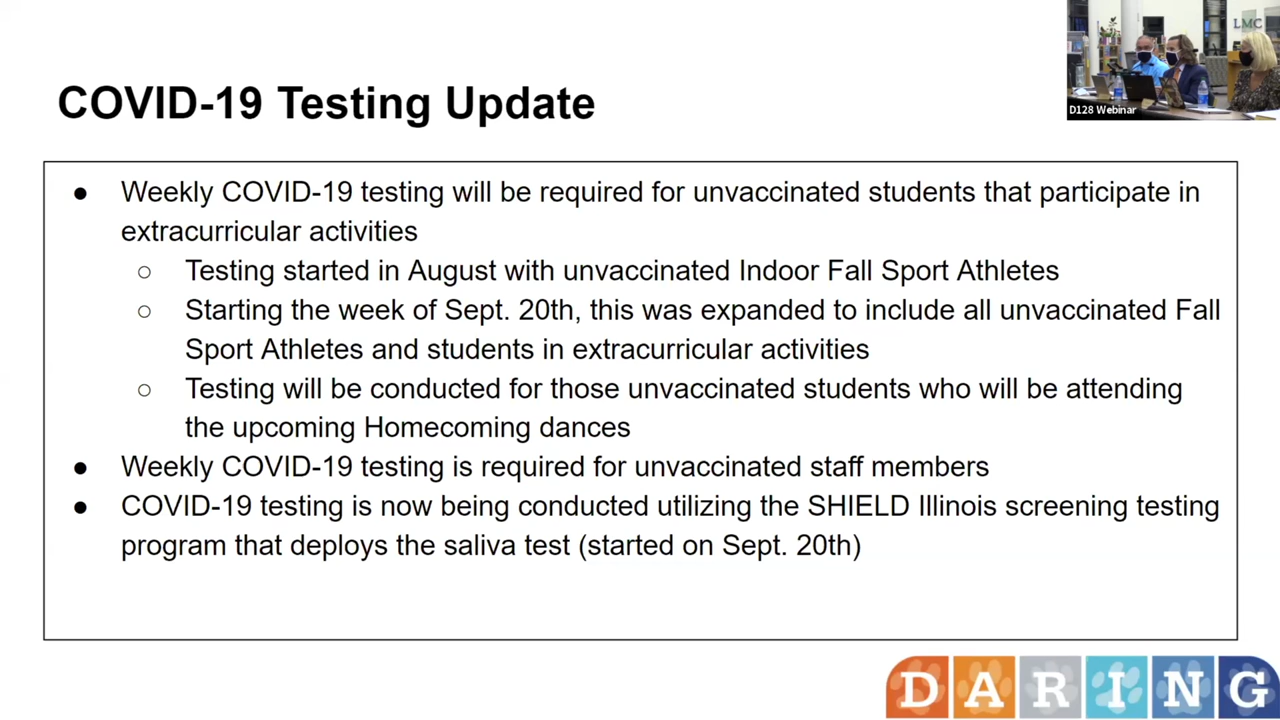 LMC
D128 Webinar
COVID-19 Testing Update
● Weekly COVID-19 testing will be required for unvaccinated students that participate in
extracurricular activities
○ Testing started in August with unvaccinated Indoor Fall Sport Athletes
○ Starting the week of Sept. 20th, this was expanded to include all unvaccinated Fall
Sport Athletes and students in extracurricular activities
○ Testing will be conducted for those unvaccinated students who will be attending
the upcoming Homecoming dances
● Weekly COVID-19 testing is required for unvaccinated staff members
● COVID-19 testing is now being conducted utilizing the SHIELD Illinois screening testing
program that deploys the saliva test (started on Sept. 20th)
DARING